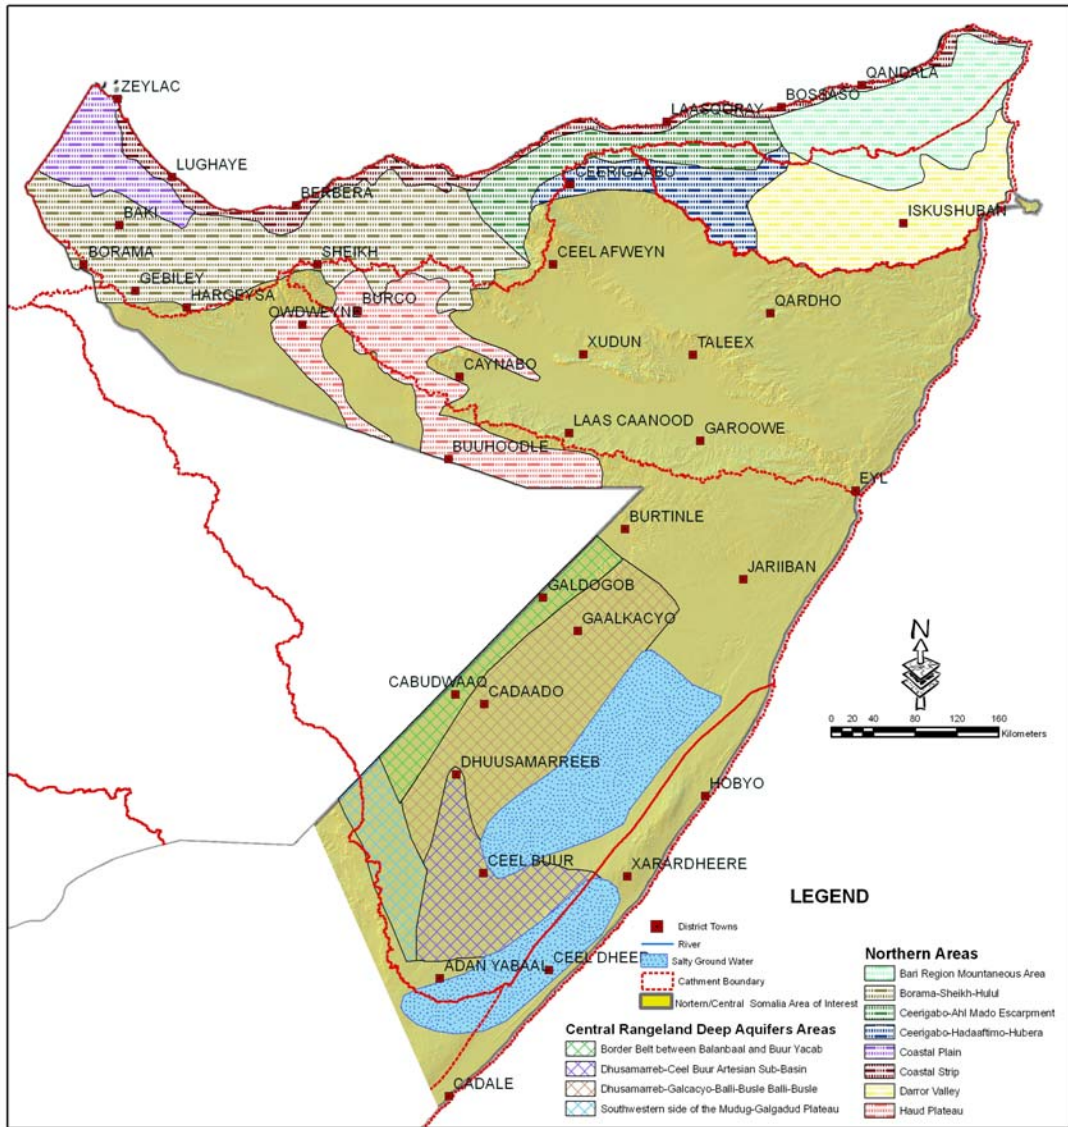 ZEYLAC
QANDALA
BOSSASO
LAASQORAY
LUGHAYE
CEERIGAABO
BERBERA
BAKI
ISKUSHUBAN
BORAMA
SHEIKH
CEEL AFWEYN
GEBILEY
HARGEYSA
BURCO
OWDWEYNE
QARDHO
XUDUN
TALEEX
CAYNABO
LAAS CAANOOD
GAROOWE
BUUHOODLE
EYL
BURTINLE
JARIIBAN
GALDOGOB
GAALKACYO
N
CABUDWAAQ
CADAADO
0 20 40 80 120 160
Kilometers
DHUUSAMARREEB
HOBYO
CEEL BUUR
XARARDHEERE
ADAN YABAAL
CEEL DHEER
CADALE
LEGEND
District Towns
River
Salty Ground Water
Cathment Boundary
Nortern/Central Somalia Area of Interest
Central Rangeland Deep Aquifers Areas
Border Belt between Balanbaal and Buur Yacab
Dhusamarreb-Ceel Buur Artesian Sub-Basin
Dhusamarreb-Galcacyo-Balli-Busle Balli-Busle
Southwestern side of the Mudug-Galgadud Plateau
Northern Areas
Bari Region Mountaneous Area
Borama-Sheikh-Hulul
Ceerigabo-Ahl Mado Escarpment
Ceerigabo-Hadaaftimo-Hubera
Coastal Plain
Coastal Strip
Darror Valley
Haud Plateau